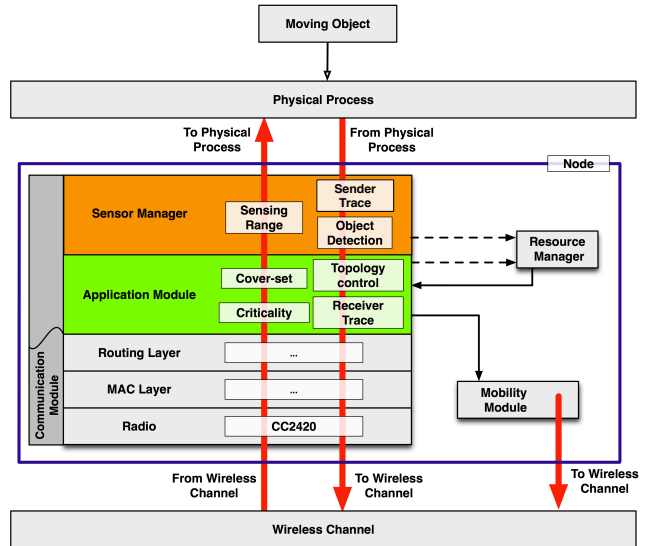 Moving Object
Physical Process
To Physical
Process
From Physical
Process
Node
Sensor Manager
Sensing
Range
Sender
Trace
Object
Detection
Resource
Manager
Application Module
Cover-set
Topology
control
Criticality
Receiver
Trace
Communication
Module
Routing Layer
...
MAC Layer
...
Radio
CC2420
Mobility
Module
From Wireless
Channel
To Wireless
Channel
To Wireless
Channel
Wireless Channel